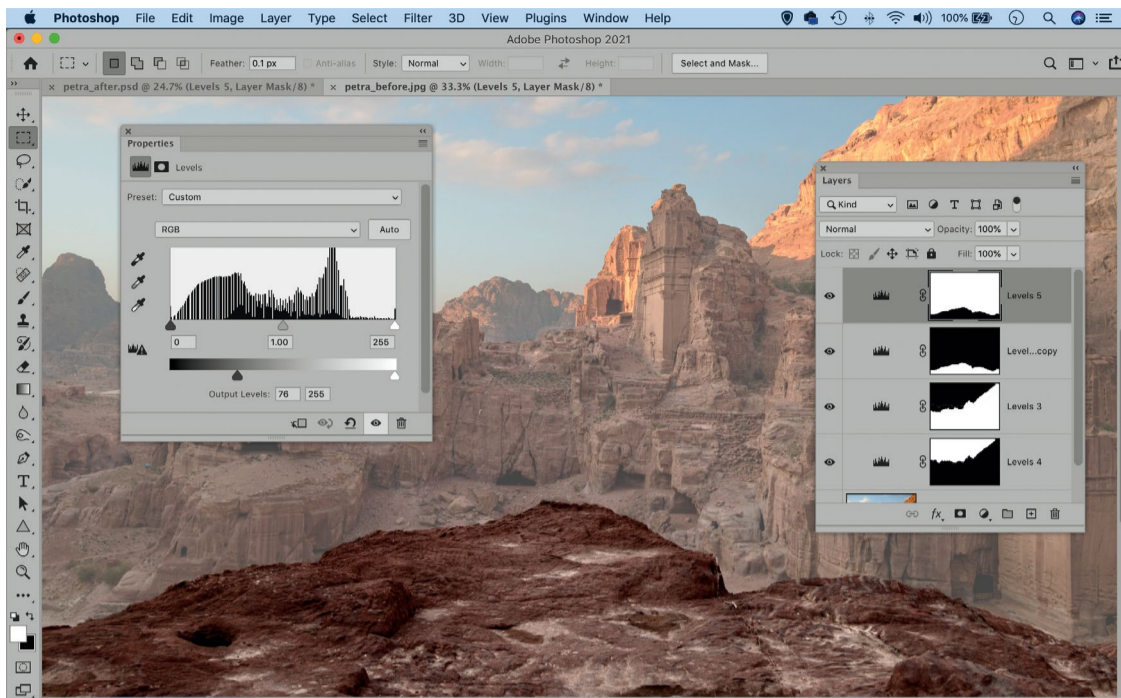 Photoshop File Edit Image Layer Type Select Filter 3D View Plugins Window Help 100%
Adobe Photoshop 2021
Feather: 0.1 px Anti-alias Style: Normal Width: Height: Select and Mask...
× petra_after.psd @ 24.7% (Levels 5, Layer Mask/8) * × petra_before.jpg @ 33.3% (Levels 5, Layer Mask/8) *
Properties
Levels
Preset: Custom
RGB Auto
0 1.00 255
Output Levels: 76 255
Layers
Kind
Normal Opacity: 100%
Lock: Fill: 100%
Levels 5
Level...copy
Levels 3
Levels 4
fx